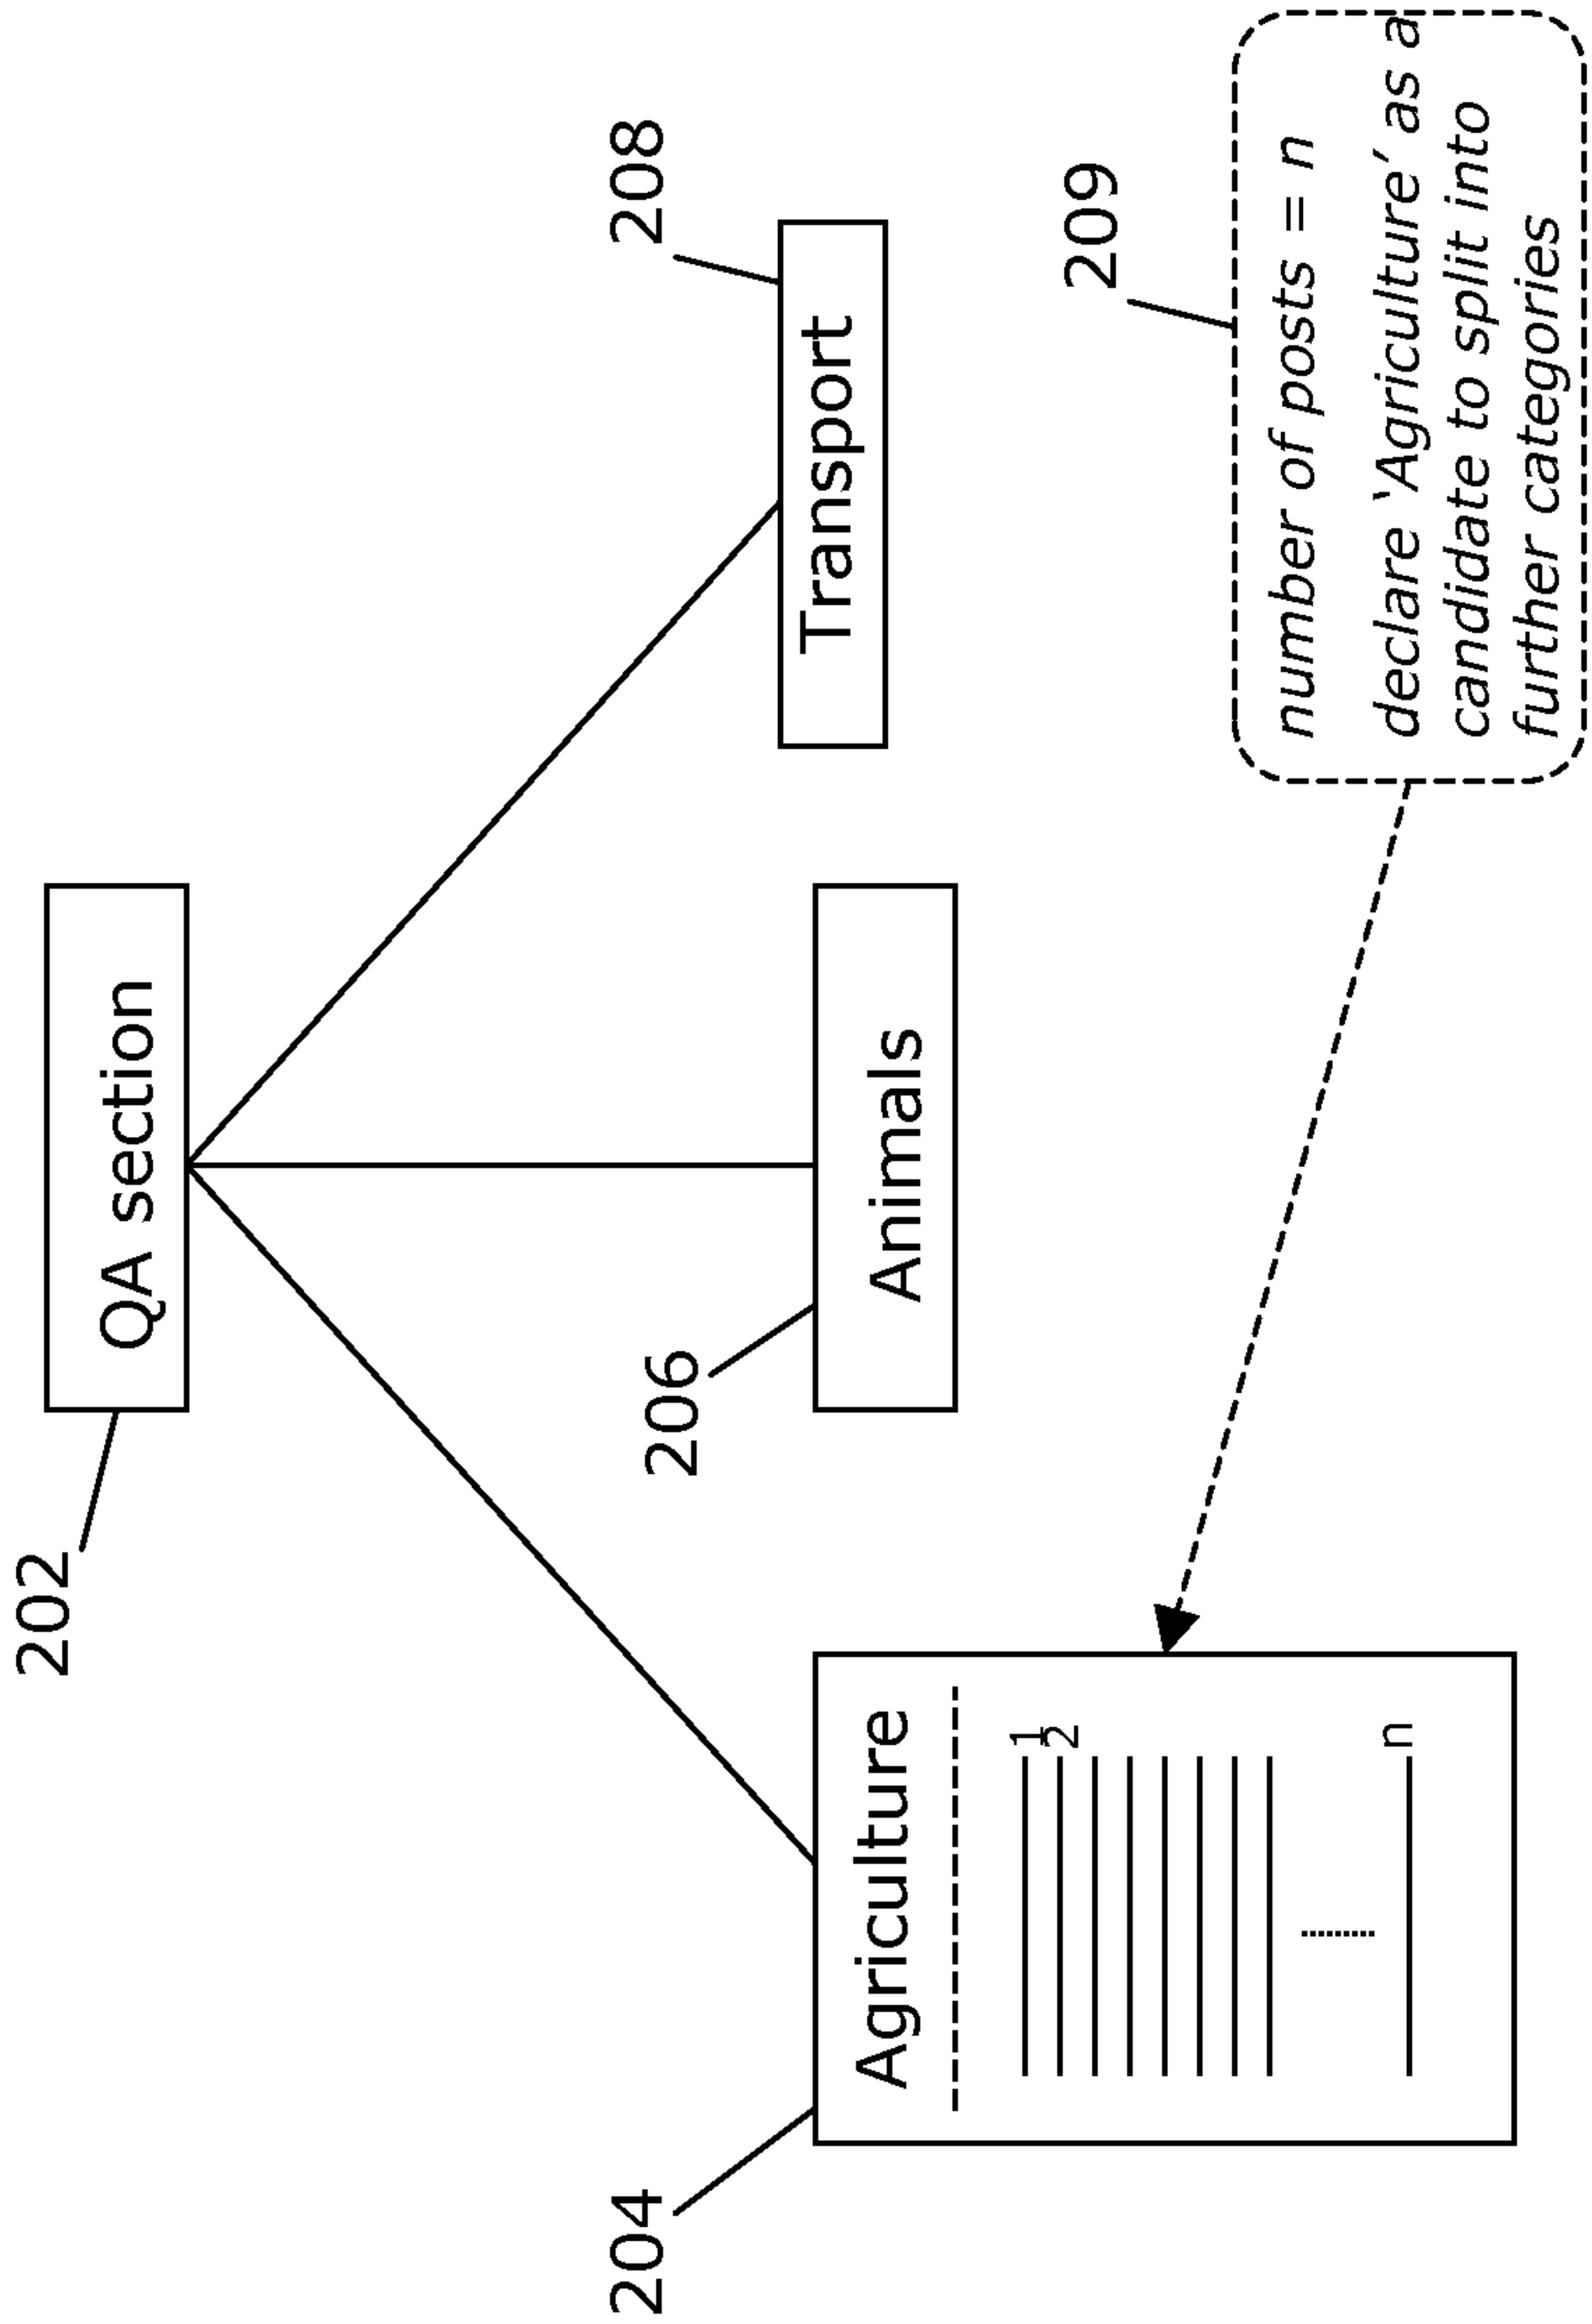 202
QA section
204
Agriculture
1
2
n
206
Animals
208
Transport
209
number of posts = n
declare ‘Agriculture’ as a
candidate to split into
further categories